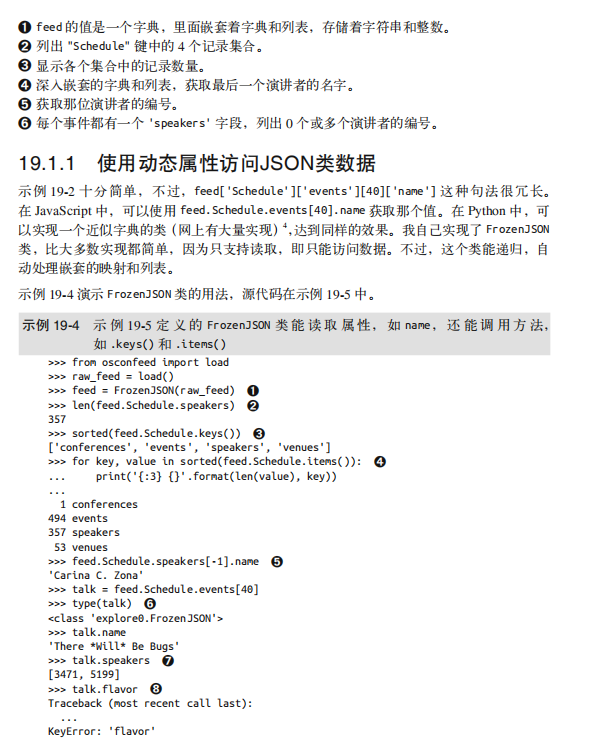 ❶ feed 的值是一个字典，里面嵌套着字典和列表，存储着字符串和整数。
❷ 列出 "Schedule" 键中的 4 个记录集合。
❸ 显示各个集合中的记录数量。
❹ 深入嵌套的字典和列表，获取最后一个演讲者的名字。
❺ 获取那位演讲者的编号。
❻ 每个事件都有一个 'speakers' 字段，列出 0 个或多个演讲者的编号。
19.1.1 使用动态属性访问JSON类数据
示例 19-2 十分简单，不过，feed['Schedule']['events'][40]['name'] 这种句法很冗长。
在 JavaScript 中，可以使用 feed.Schedule.events[40].name 获取那个值。在 Python 中，可
以实现一个近似字典的类（网上有大量实现）4，达到同样的效果。我自己实现了 FrozenJSON
类，比大多数实现都简单，因为只支持读取，即只能访问数据。不过，这个类能递归，自
动处理嵌套的映射和列表。
示例 19-4 演示 FrozenJSON 类的用法，源代码在示例 19-5 中。
示例 19-4 示例 19-5 定义的 FrozenJSON 类能读取属性，如 name，还能调用方法，
如 .keys() 和 .items()
>>> from osconfeed import load
>>> raw_feed = load()
>>> feed = FrozenJSON(raw_feed) ❶
>>> len(feed.Schedule.speakers) ❷
357
>>> sorted(feed.Schedule.keys()) ❸
['conferences', 'events', 'speakers', 'venues']
>>> for key, value in sorted(feed.Schedule.items()): ❹
...     print('{:3} {}'.format(len(value), key))
...
  1 conferences
494 events
357 speakers
 53 venues
>>> feed.Schedule.speakers[-1].name ❺
'Carina C. Zona'
>>> talk = feed.Schedule.events[40]
>>> type(talk) ❻
<class 'explore0.FrozenJSON'>
>>> talk.name
'There *Will* Be Bugs'
>>> talk.speakers ❼
[3471, 5199]
>>> talk.flavor ❽
Traceback (most recent call last):
  ...
KeyError: 'flavor'